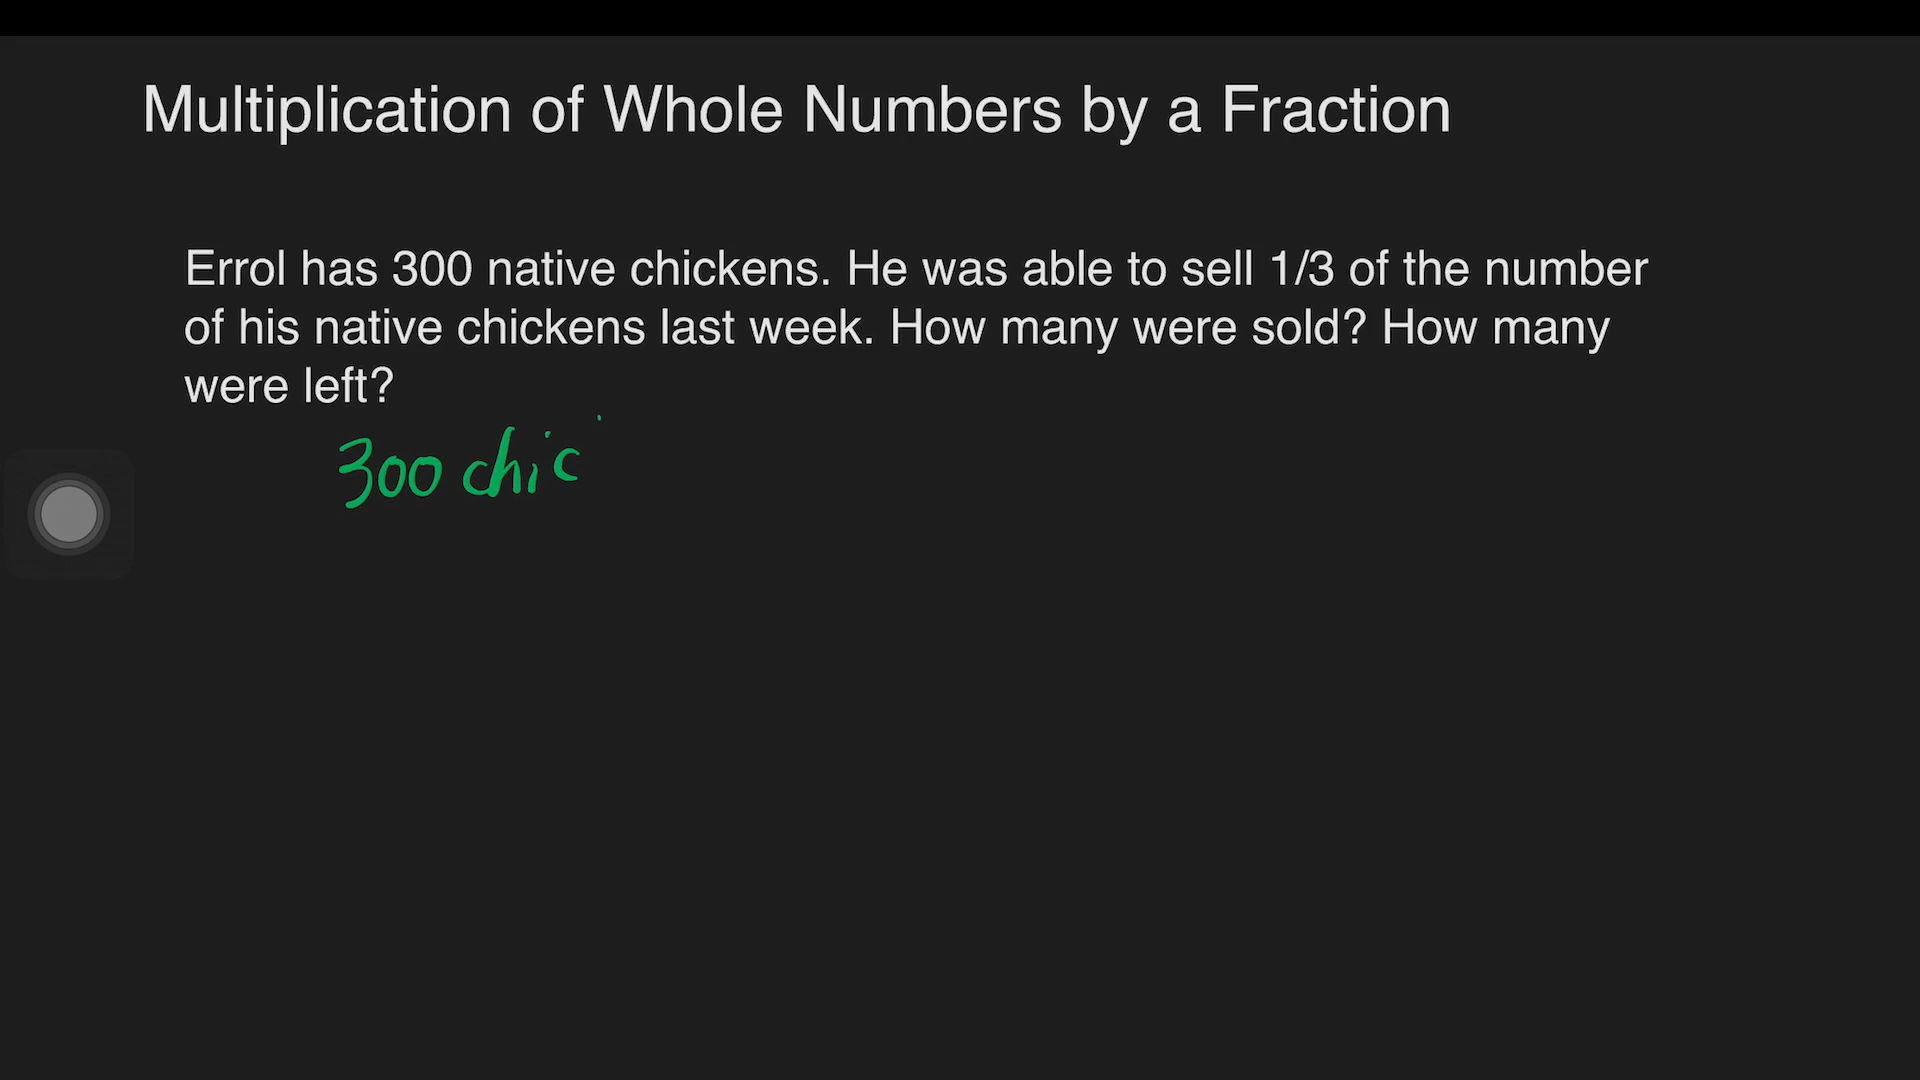 Multiplication of Whole Numbers by a Fraction
Errol has 300 native chickens. He was able to sell 1/3 of the number
of his native chickens last week. How many were sold? How many
were left?
300 chic